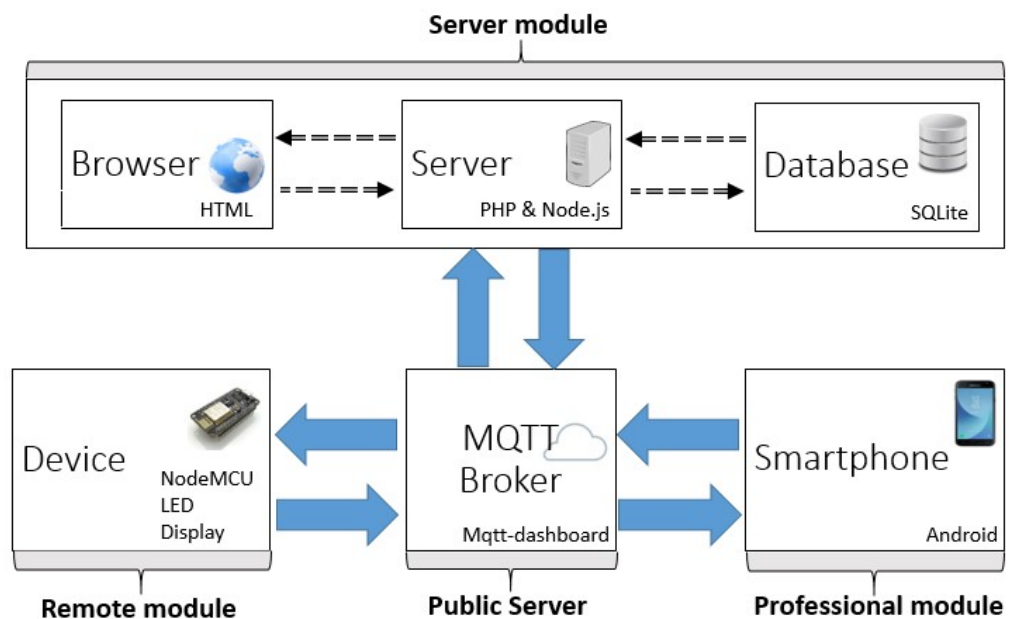 Server module
Browser
HTML
Server
PHP & Node.js
Database
SQLite
Device
NodeMCU
LED
Display
MQTT
Broker
Mqtt-dashboard
Smartphone
Android
Remote module
Public Server
Professional module